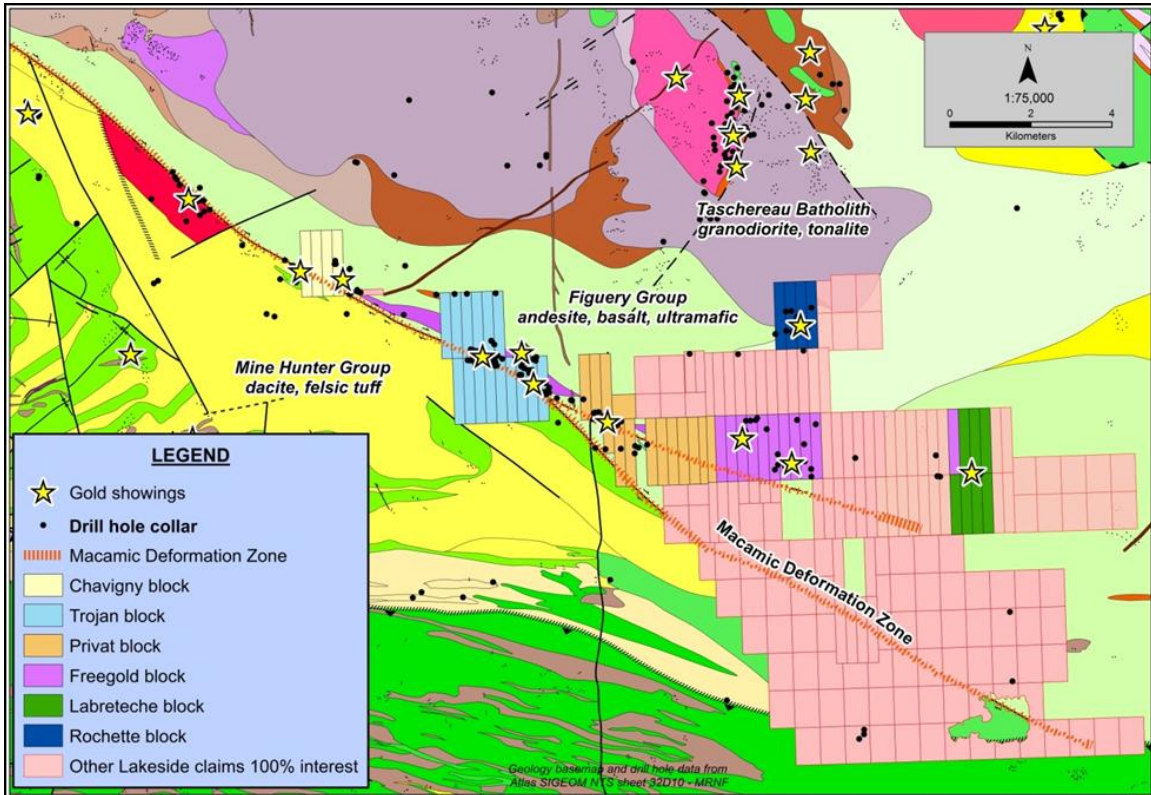 N
1:75,000
0 2 4
Kilometers
Taschereau Batholith
granodiorite, tonalite
Figuery Group
andesite, basalt, ultramafic
Mine Hunter Group
dacite, felsic tuff
Macamic Deformation Zone
LEGEND
Gold showings
Drill hole collar
Macamic Deformation Zone
Chavigny block
Trojan block
Privat block
Freegold block
Labreteche block
Rochette block
Other Lakeside claims 100% interest
Geology basemap and drill hole data from
Atlas SIGEOM NTS sheet 32D10 - MRNF